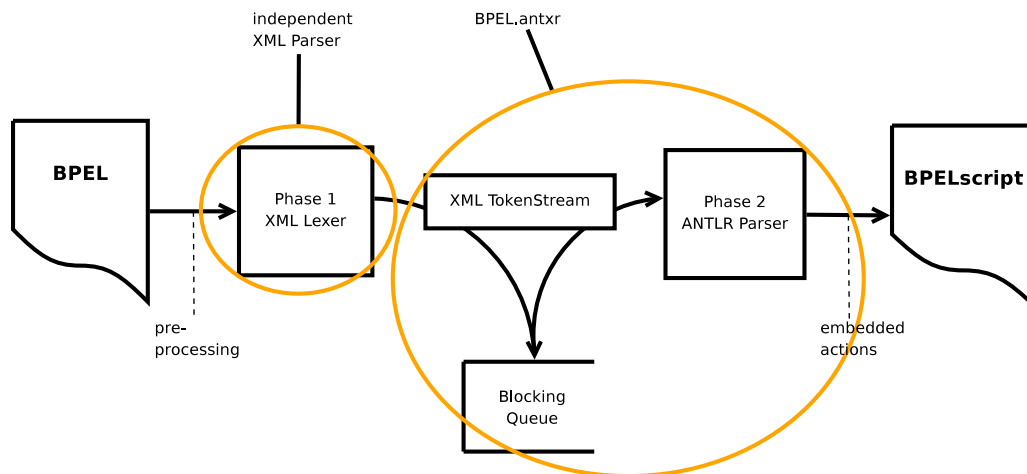 independent
XML Parser
BPEL.antxr
BPEL
Phase 1
XML Lexer
XML TokenStream
Phase 2
ANTLR Parser
BPELscript
pre-
processing
embedded
actions
Blocking
Queue